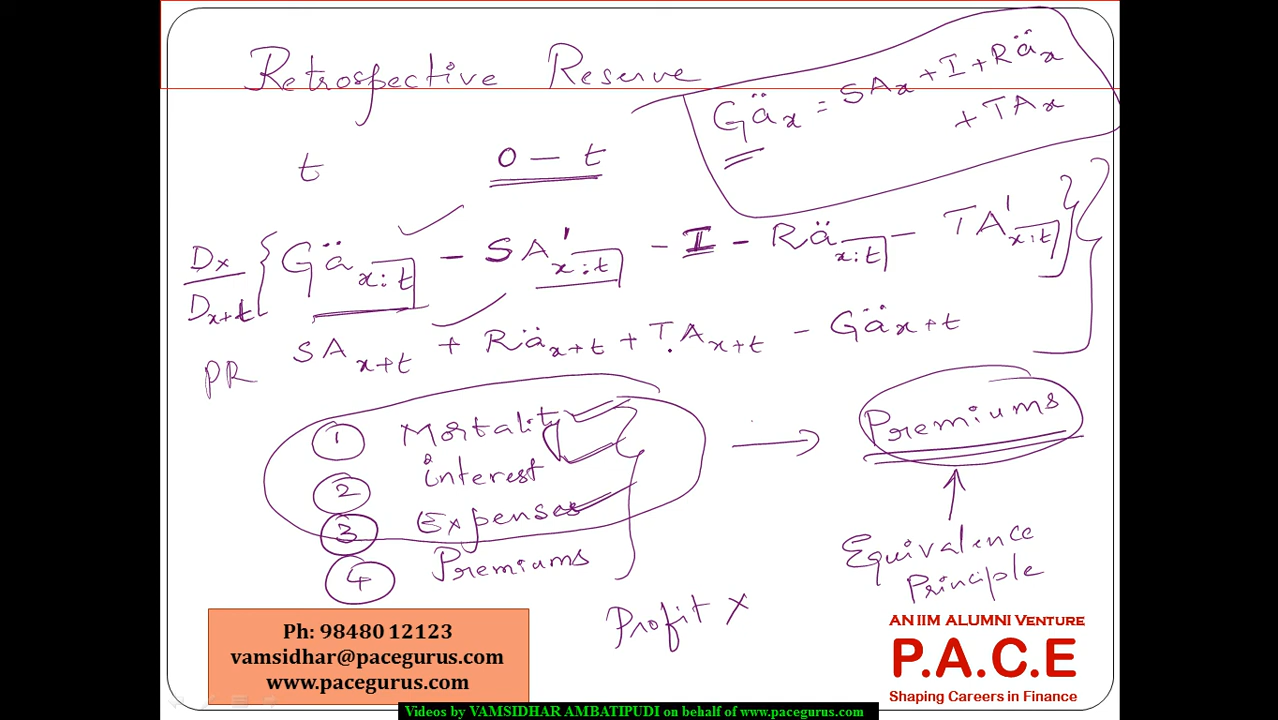 Retrospective Reserve
Gäx = SAx + I + Räx
+ TAx
t
0 – t
Dx/Dx+t { Gäx:t⌉ – SA'x:t⌉ – I – Räx:t⌉ – TA'x:t⌉ }
PR
SAx+t + Räx+t + TAx+t – Gäx+t
① Mortality
② interest
③ Expenses
④ Premiums
→ Premiums
Equivalence
Principle
Profit ×
Ph: 98480 12123
vamsidhar@pacegurus.com
www.pacegurus.com
AN IIM ALUMNI VENTURE
P.A.C.E
Shaping Careers in Finance
Videos by VAMSIDHAR AMBATIPUDI on behalf of www.pacegurus.com